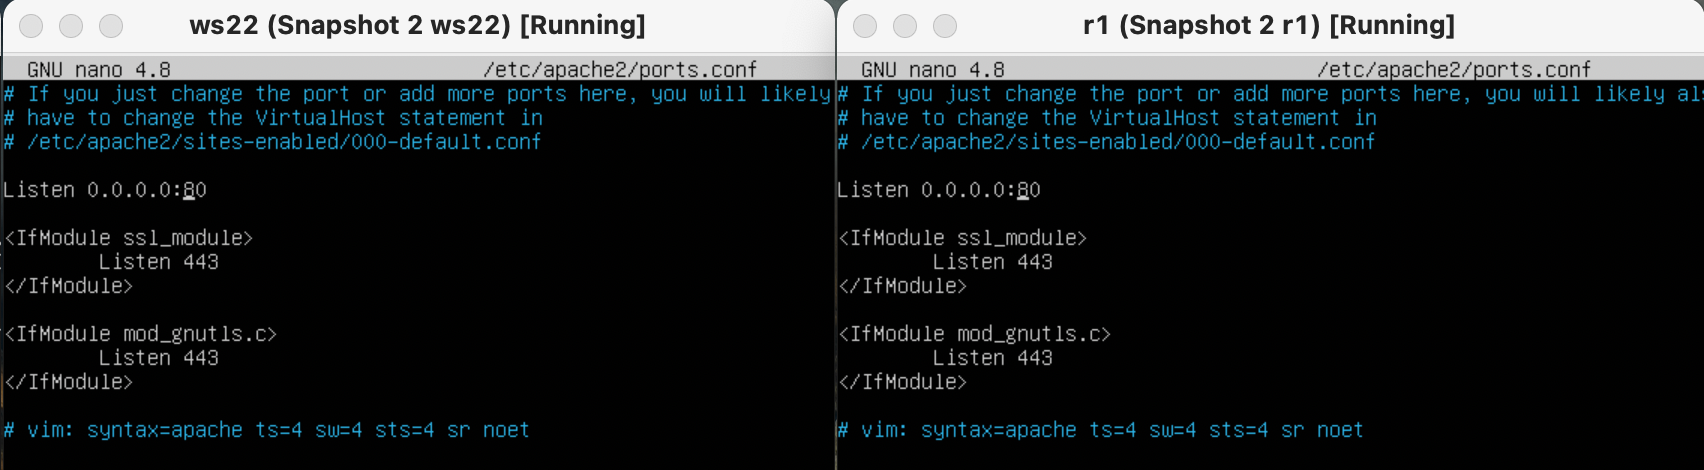 ws22 (Snapshot 2 ws22) [Running]
GNU nano 4.8 /etc/apache2/ports.conf
# If you just change the port or add more ports here, you will likely
# have to change the VirtualHost statement in
# /etc/apache2/sites-enabled/000-default.conf
Listen 0.0.0.0:80
<IfModule ssl_module>
Listen 443
</IfModule>
<IfModule mod_gnutls.c>
Listen 443
</IfModule>
# vim: syntax=apache ts=4 sw=4 sts=4 sr noet
r1 (Snapshot 2 r1) [Running]
GNU nano 4.8 /etc/apache2/ports.conf
# If you just change the port or add more ports here, you will likely als
# have to change the VirtualHost statement in
# /etc/apache2/sites-enabled/000-default.conf
Listen 0.0.0.0:80
<IfModule ssl_module>
Listen 443
</IfModule>
<IfModule mod_gnutls.c>
Listen 443
</IfModule>
# vim: syntax=apache ts=4 sw=4 sts=4 sr noet